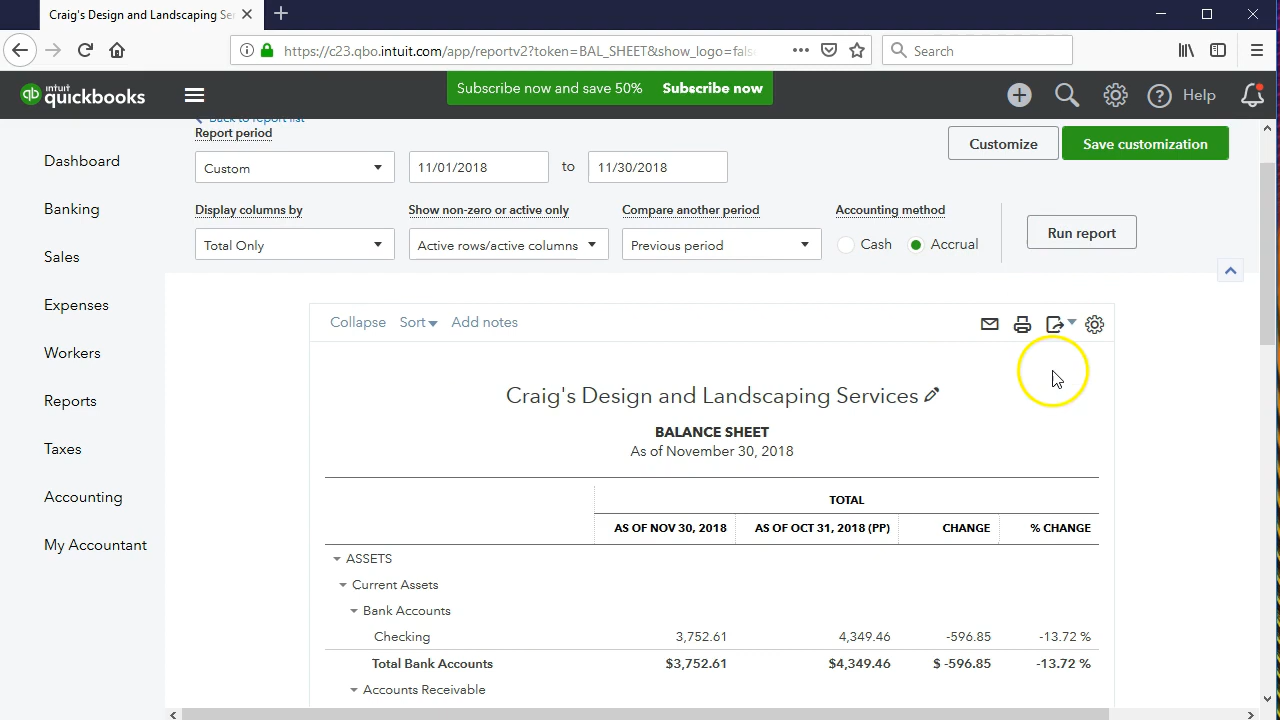 Craig's Design and Landscaping Se
https://c23.qbo.intuit.com/app/reportv2?token=BAL_SHEET&show_logo=fals
Search
qb intuit quickbooks
Subscribe now and save 50% Subscribe now
Help
Back to report list
Report period
Customize
Save customization
Custom
11/01/2018
to
11/30/2018
Display columns by
Show non-zero or active only
Compare another period
Accounting method
Total Only
Active rows/active columns
Previous period
Cash
Accrual
Run report
Dashboard
Banking
Sales
Expenses
Workers
Reports
Taxes
Accounting
My Accountant
Collapse Sort Add notes
Craig's Design and Landscaping Services
BALANCE SHEET
As of November 30, 2018
TOTAL
AS OF NOV 30, 2018 AS OF OCT 31, 2018 (PP) CHANGE % CHANGE
ASSETS
Current Assets
Bank Accounts
Checking 3,752.61 4,349.46 -596.85 -13.72 %
Total Bank Accounts $3,752.61 $4,349.46 $ -596.85 -13.72 %
Accounts Receivable